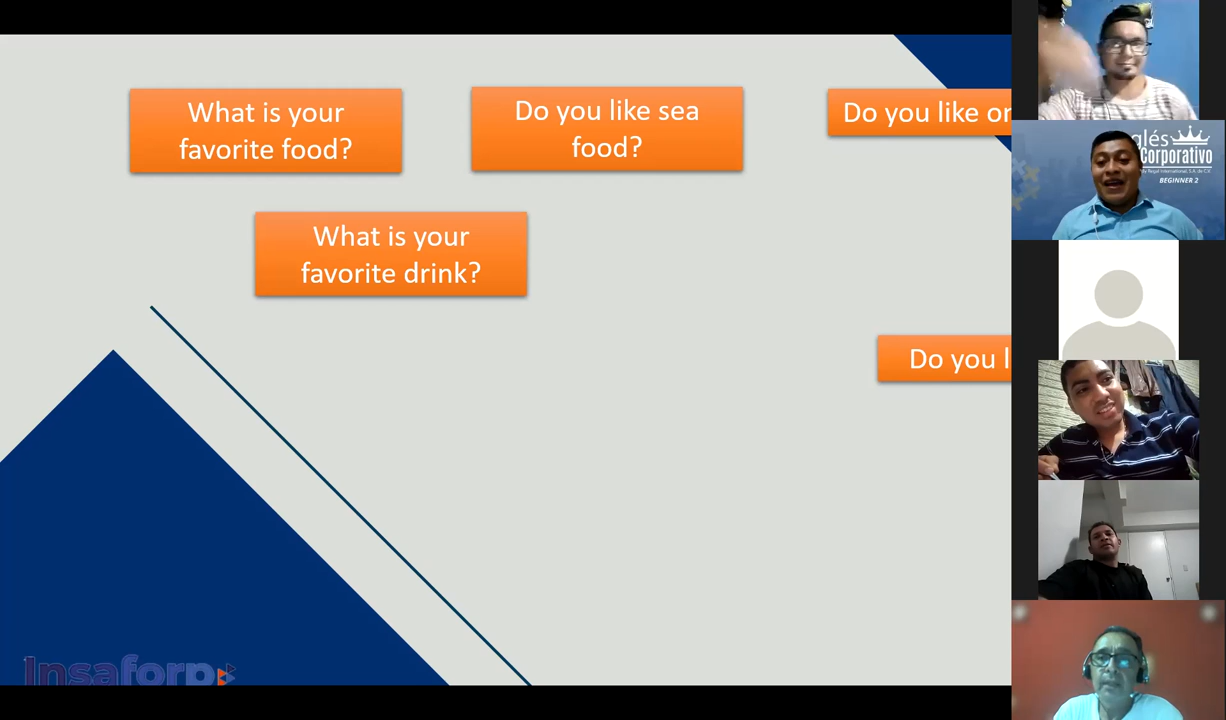 What is your
favorite food?
Do you like sea
food?
Do you like or
What is your
favorite drink?
Do you l
glés
Corporativo
BEGINNER 2
Insaforp